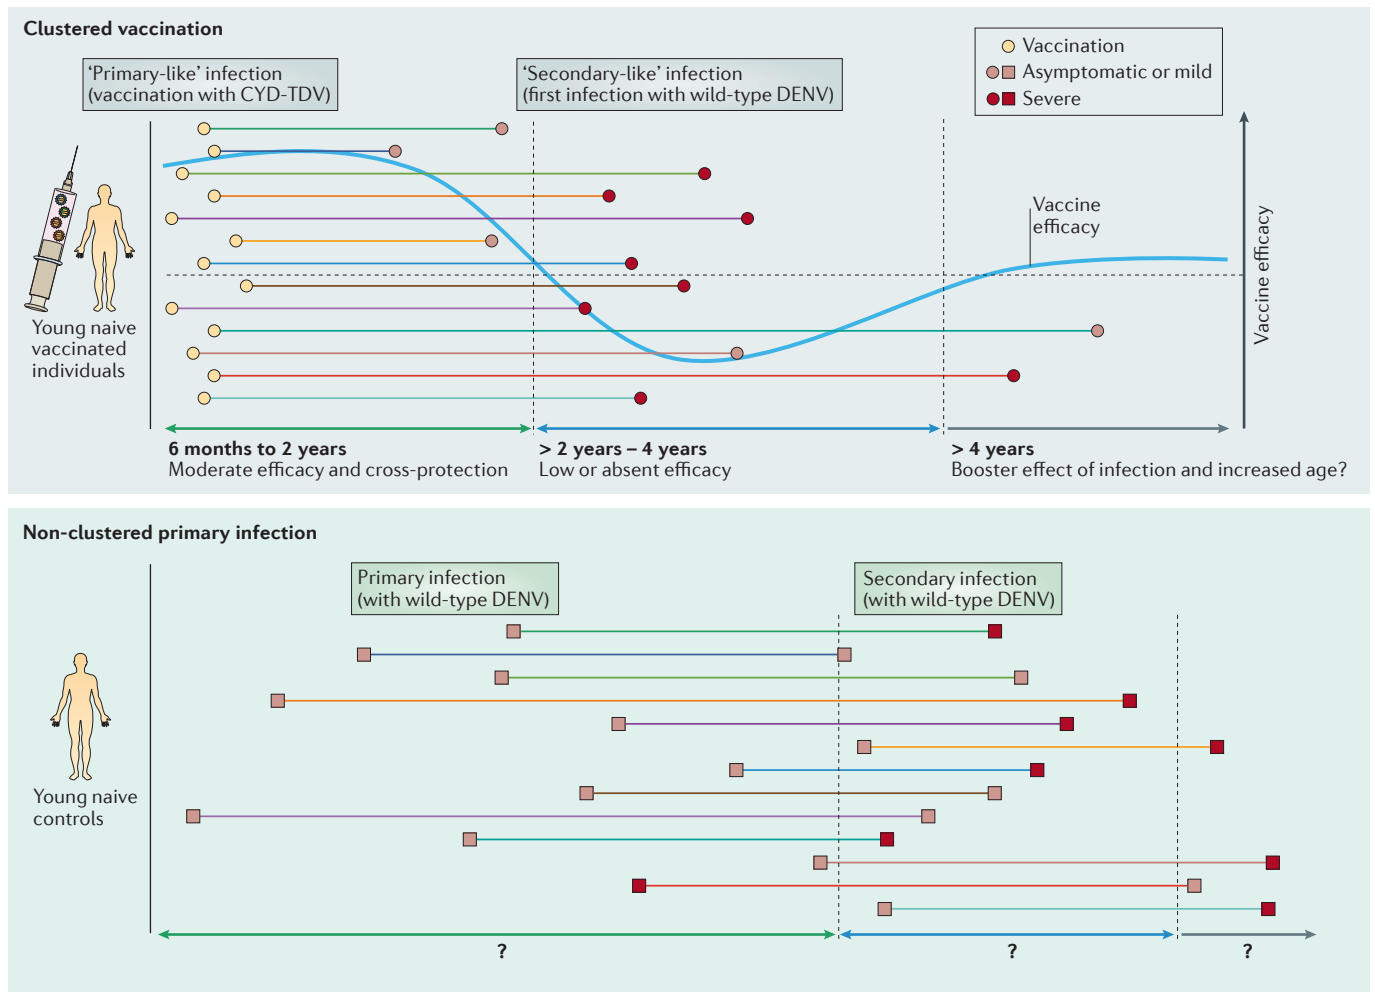 Clustered vaccination
Vaccination
Asymptomatic or mild
Severe
‘Primary-like’ infection
(vaccination with CYD-TDV)
‘Secondary-like’ infection
(first infection with wild-type DENV)
Vaccine
efficacy
Vaccine efficacy
Young naive
vaccinated
individuals
6 months to 2 years
Moderate efficacy and cross-protection
> 2 years – 4 years
Low or absent efficacy
> 4 years
Booster effect of infection and increased age?
Non-clustered primary infection
Primary infection
(with wild-type DENV)
Secondary infection
(with wild-type DENV)
Young naive
controls
?
?
?